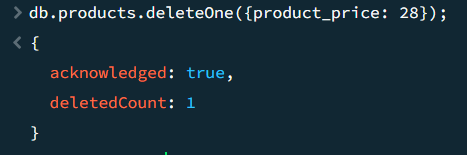 > db.products.deleteOne({product_price: 28});
< {
acknowledged: true,
deletedCount: 1
}